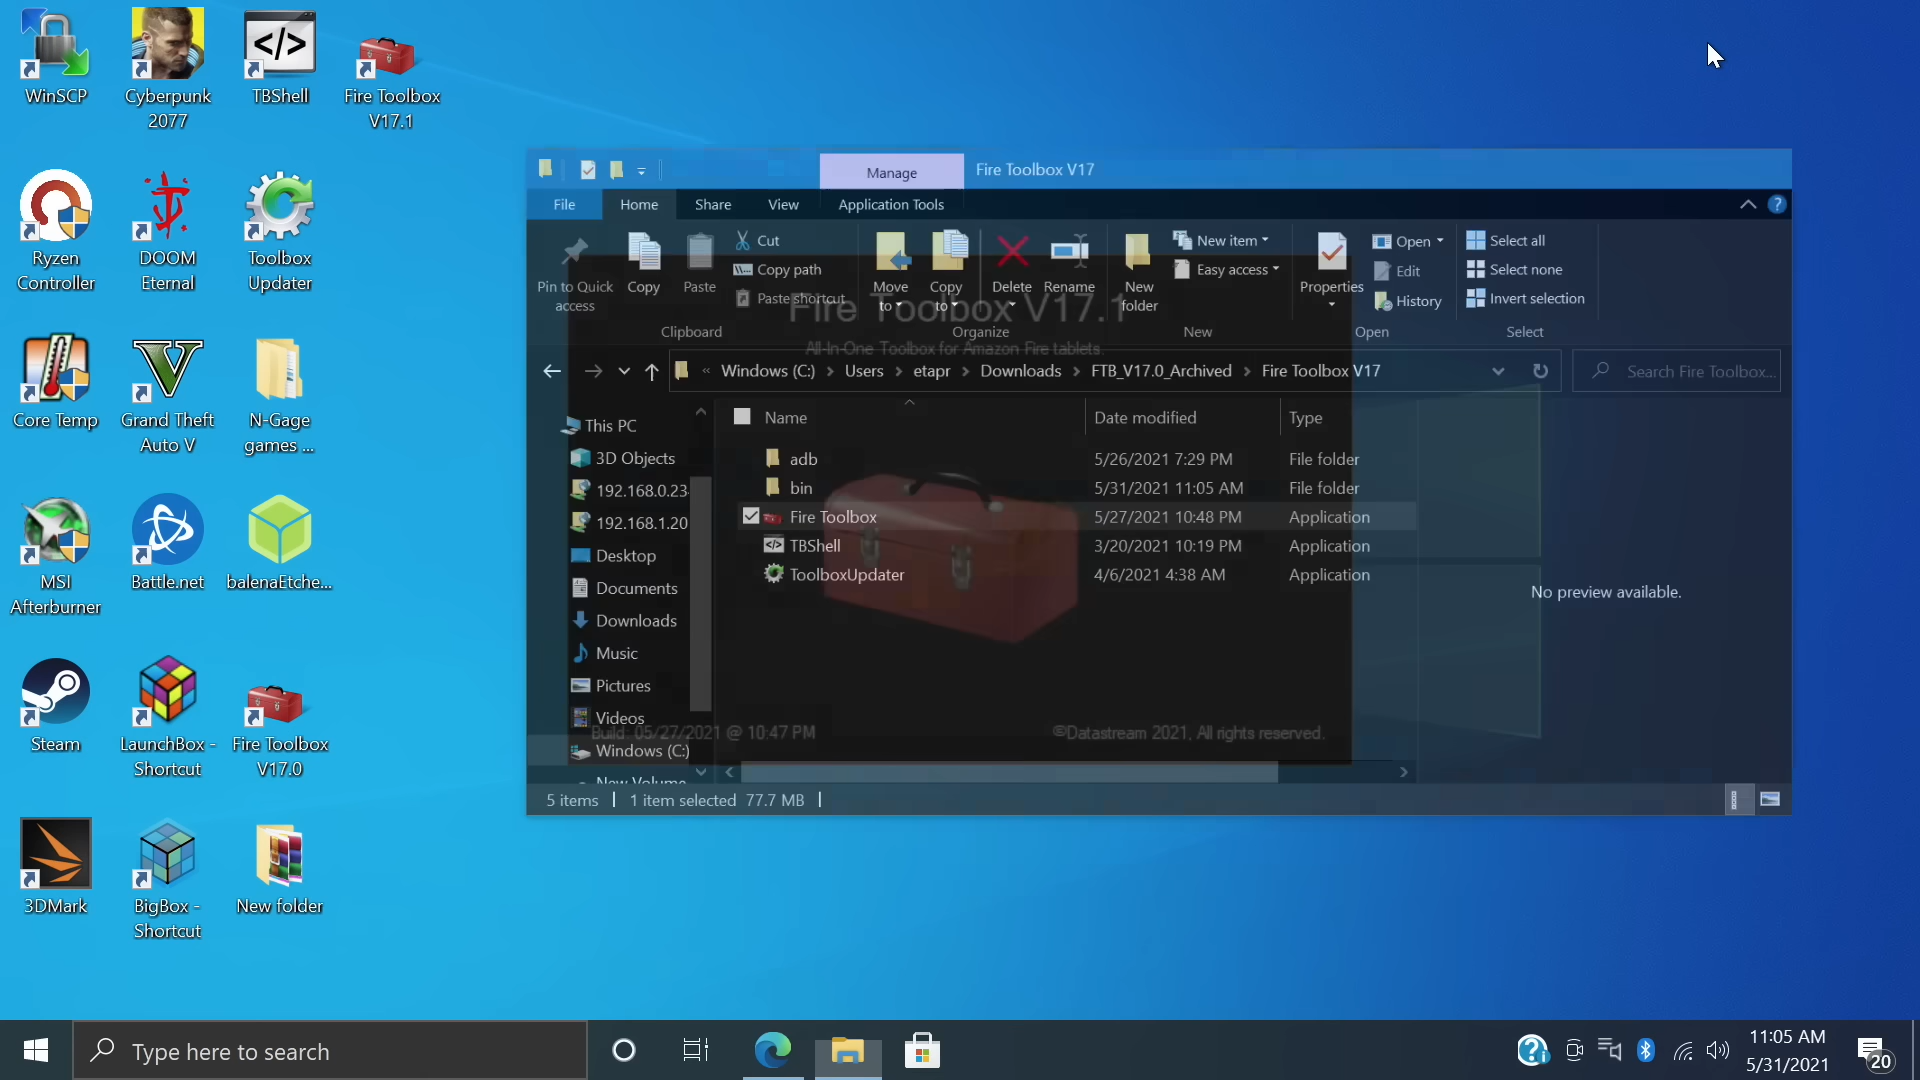 WinSCP
Cyberpunk
2077
TBShell
Fire Toolbox
V17.1
Ryzen
Controller
DOOM
Eternal
Toolbox
Updater
Core Temp
Grand Theft
Auto V
N-Gage
games ...
MSI
Afterburner
Battle.net
balenaEtche...
Steam
LaunchBox -
Shortcut
Fire Toolbox
V17.0
3DMark
BigBox -
Shortcut
New folder
Manage
Fire Toolbox V17
File
Home
Share
View
Application Tools
Pin to Quick
access
Copy
Paste
Cut
Copy path
Paste shortcut
Clipboard
Move
to
Copy
to
Delete
Rename
Organize
New
folder
New item
Easy access
New
Properties
Open
Edit
History
Open
Select all
Select none
Invert selection
Select
Fire Toolbox V17.1
All-In-One Toolbox for Amazon Fire tablets.
« Windows (C:) > Users > etapr > Downloads > FTB_V17.0_Archived > Fire Toolbox V17
Search Fire Toolbox...
This PC
3D Objects
192.168.0.23
192.168.1.20
Desktop
Documents
Downloads
Music
Pictures
Videos
Windows (C:)
New Volume
Name Date modified Type
adb 5/26/2021 7:29 PM File folder
bin 5/31/2021 11:05 AM File folder
Fire Toolbox 5/27/2021 10:48 PM Application
</> TBShell 3/20/2021 10:19 PM Application
ToolboxUpdater 4/6/2021 4:38 AM Application
No preview available.
Build: 05/27/2021 @ 10:47 PM
©Datastream 2021, All rights reserved.
5 items | 1 item selected 77.7 MB |
Type here to search
11:05 AM
5/31/2021
20